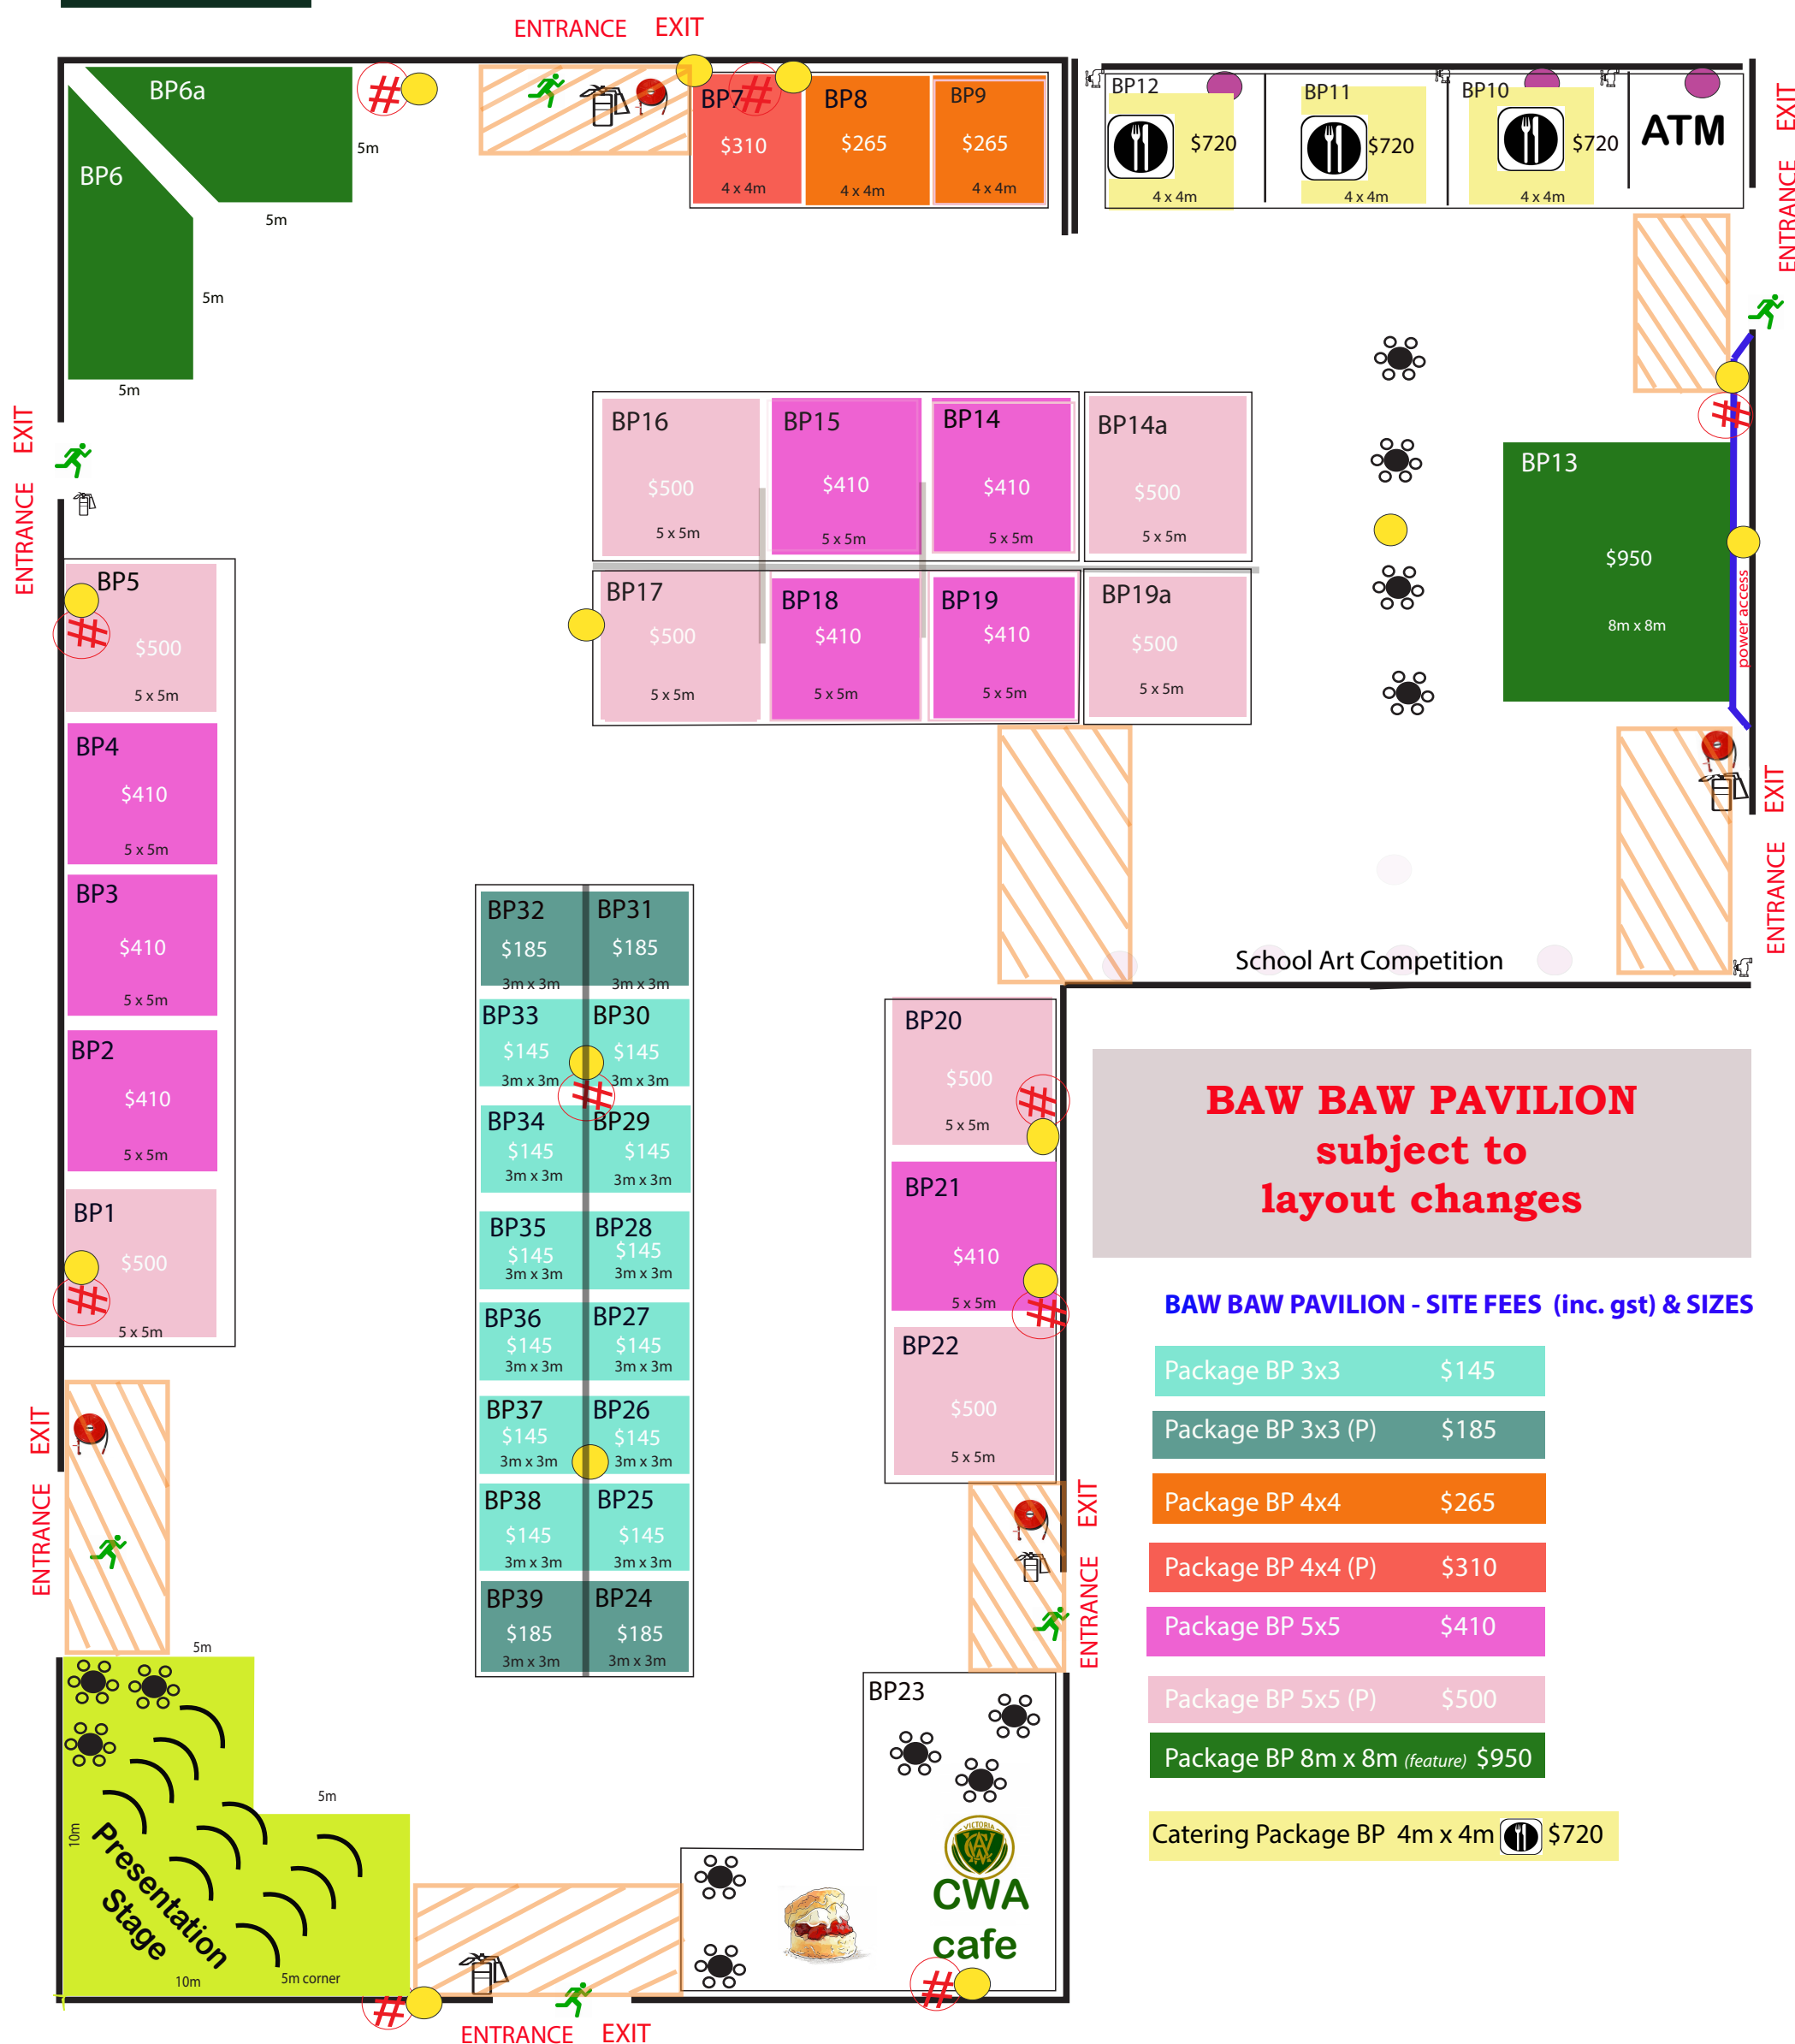 ENTRANCE EXIT
BP6a
5m
5m
BP6
5m
5m
BP7
$310
4 x 4m
BP8
$265
4 x 4m
BP9
$265
4 x 4m
BP12
$720
4 x 4m
BP11
$720
4 x 4m
BP10
$720
4 x 4m
ATM
ENTRANCE EXIT
ENTRANCE EXIT
BP16
$500
5 x 5m
BP15
$410
5 x 5m
BP14
$410
5 x 5m
BP14a
$500
5 x 5m
BP17
$500
5 x 5m
BP18
$410
5 x 5m
BP19
$410
5 x 5m
BP19a
$500
5 x 5m
BP13
$950
8m x 8m
power access
ENTRANCE EXIT
BP5
$500
5 x 5m
BP4
$410
5 x 5m
BP3
$410
5 x 5m
BP2
$410
5 x 5m
BP1
$500
5 x 5m
BP32
$185
3m x 3m
BP31
$185
3m x 3m
BP33
$145
3m x 3m
BP30
$145
3m x 3m
BP34
$145
3m x 3m
BP29
$145
3m x 3m
BP35
$145
3m x 3m
BP28
$145
3m x 3m
BP36
$145
3m x 3m
BP27
$145
3m x 3m
BP37
$145
3m x 3m
BP26
$145
3m x 3m
BP38
$145
3m x 3m
BP25
$145
3m x 3m
BP39
$185
3m x 3m
BP24
$185
3m x 3m
School Art Competition
BP20
$500
5 x 5m
BP21
$410
5 x 5m
BP22
$500
5 x 5m
ENTRANCE EXIT
ENTRANCE EXIT
BAW BAW PAVILION
subject to
layout changes
BAW BAW PAVILION - SITE FEES (inc. gst) & SIZES
Package BP 3x3 $145
Package BP 3x3 (P) $185
Package BP 4x4 $265
Package BP 4x4 (P) $310
Package BP 5x5 $410
Package BP 5x5 (P) $500
Package BP 8m x 8m (feature) $950
Catering Package BP 4m x 4m $720
5m
5m
10m
Presentation
Stage
10m
5m corner
BP23
VICTORIA
CWA
CWA
cafe
ENTRANCE EXIT